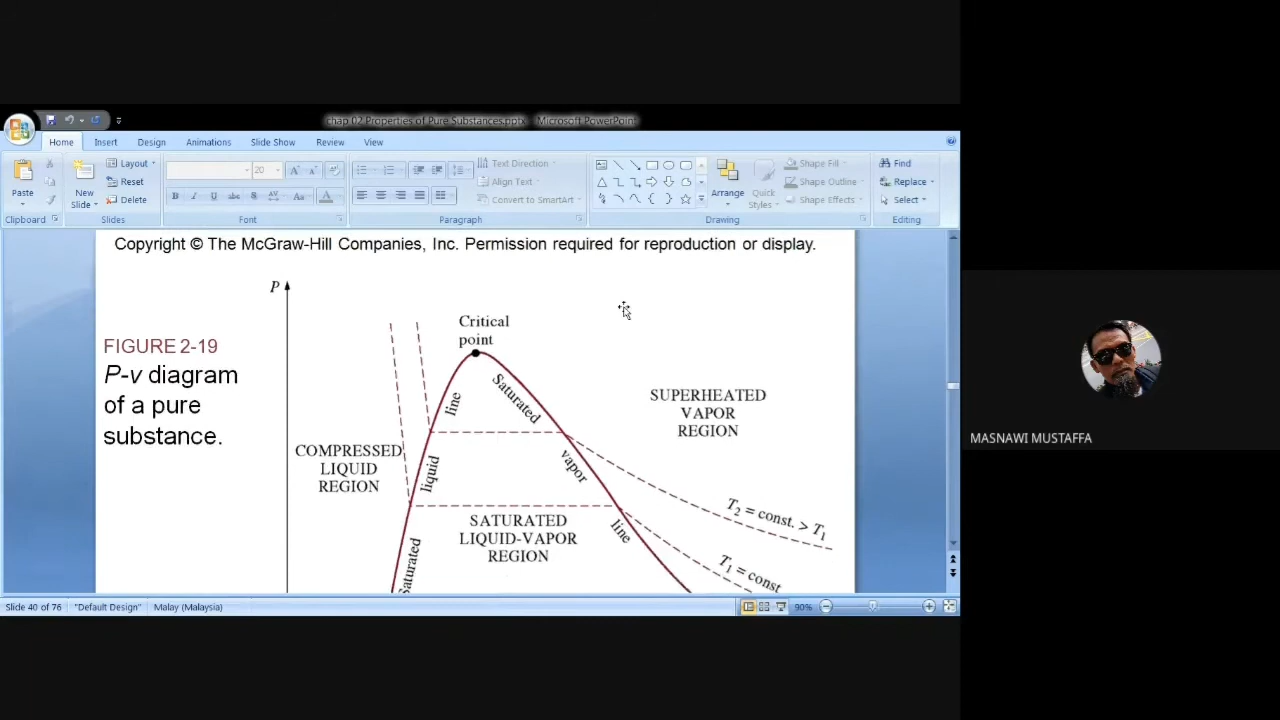 chap 02 Properties of Pure Substances.pptx - Microsoft PowerPoint
Home Insert Design Animations Slide Show Review View
Layout
Reset
Delete
Paste
New
Slide
20
B I U abe S AV Aa A
Text Direction
Align Text
Convert to SmartArt
Arrange
Quick
Styles
Shape Fill
Shape Outline
Shape Effects
Find
Replace
Select
Clipboard Slides Font Paragraph Drawing Editing
Copyright © The McGraw-Hill Companies, Inc. Permission required for reproduction or display.
P
FIGURE 2-19
P-v diagram
of a pure
substance.
Critical
point
Saturated
liquid
line
Saturated
vapor
line
COMPRESSED
LIQUID
REGION
SATURATED
LIQUID-VAPOR
REGION
SUPERHEATED
VAPOR
REGION
T2 = const. > T1
T1 = const
MASNAWI MUSTAFFA
Slide 40 of 76 "Default Design" Malay (Malaysia) 90%